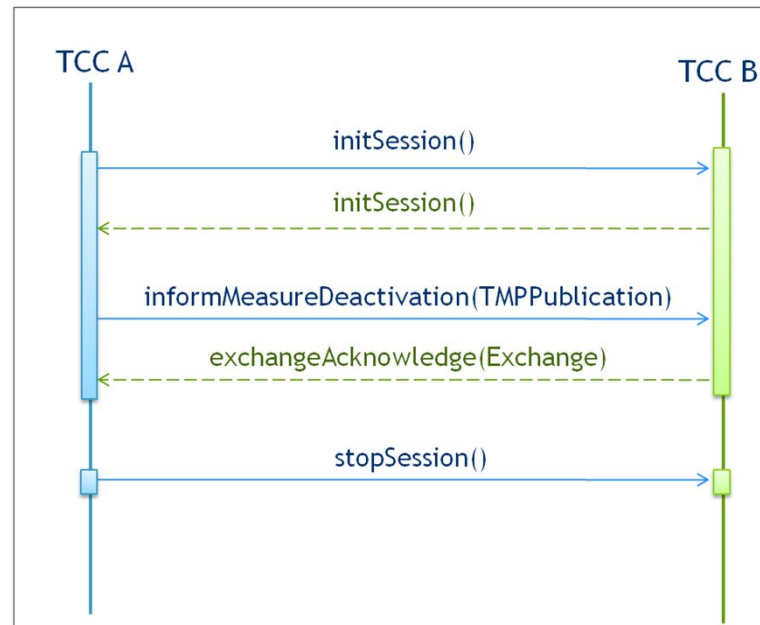 TCC A
TCC B
initSession()
initSession()
informMeasureDeactivation(TMPPublication)
exchangeAcknowledge(Exchange)
stopSession()